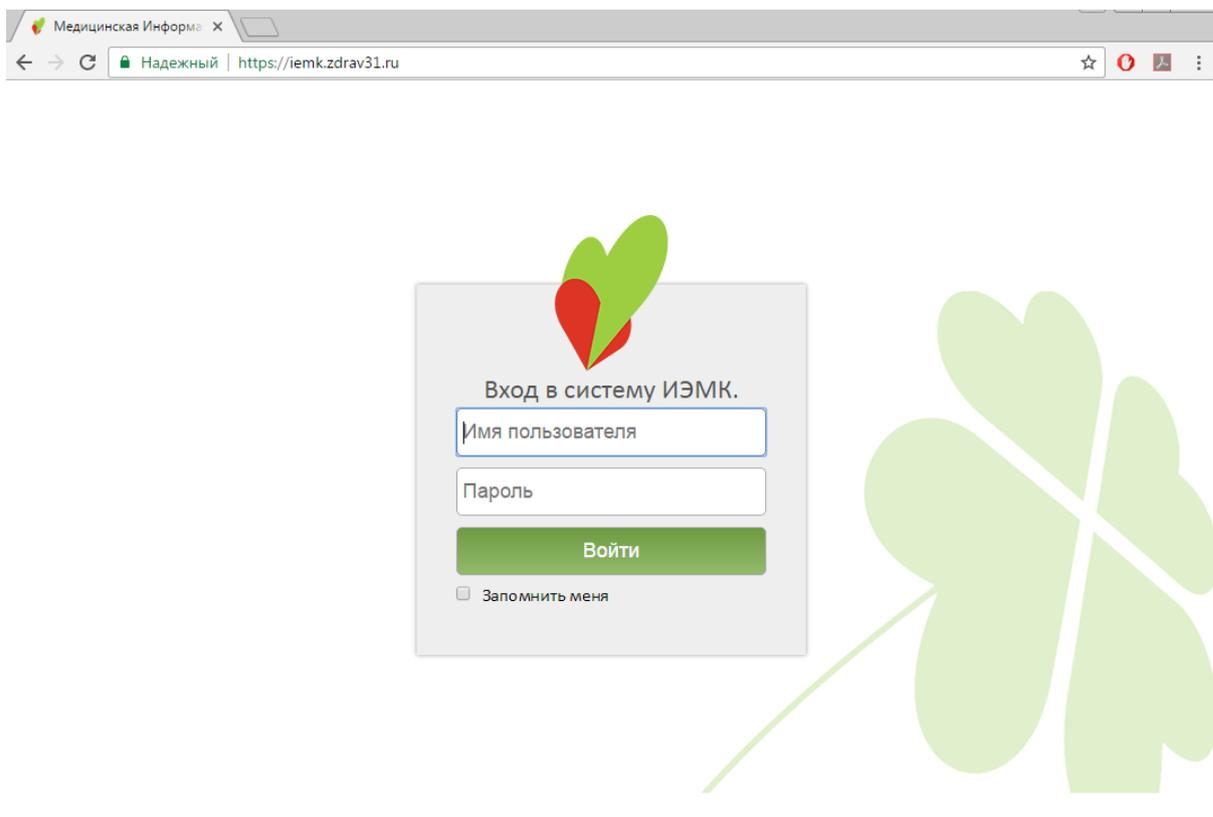 Медицинская Информа
Надежный https://iemk.zdrav31.ru
Вход в систему ИЭМК.
Имя пользователя
Пароль
Войти
Запомнить меня